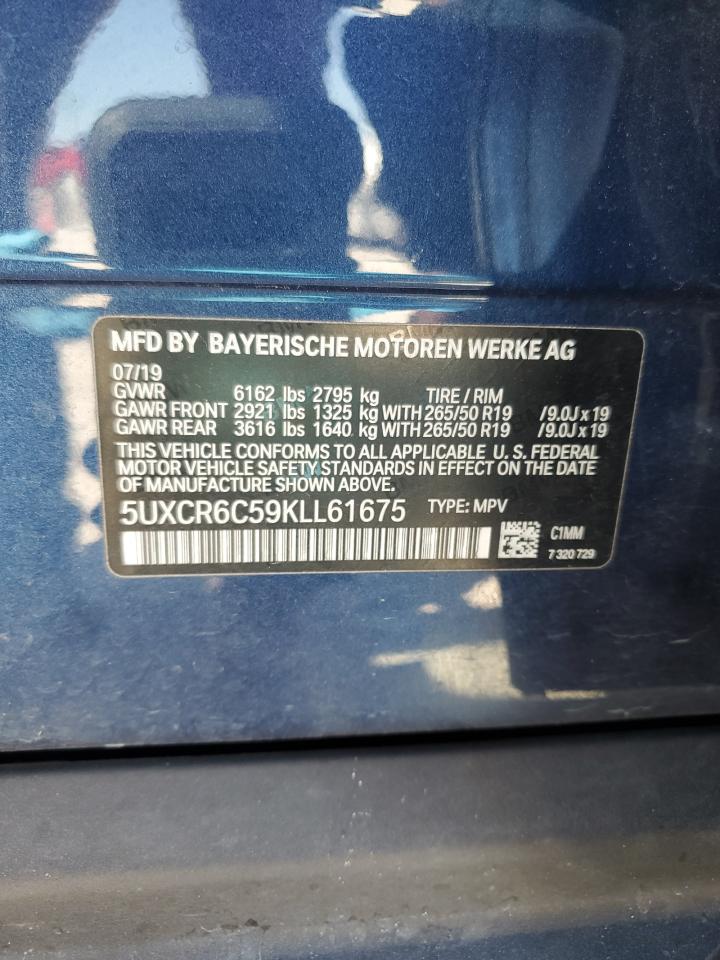 MFD BY BAYERISCHE MOTOREN WERKE AG
07/19
GVWR 6162 lbs 2795 kg TIRE / RIM
GAWR FRONT 2921 lbs 1325 kg WITH 265/50 R19 /9.0J x 19
GAWR REAR 3616 lbs 1640 kg WITH 265/50 R19 /9.0J x 19
THIS VEHICLE CONFORMS TO ALL APPLICABLE U. S. FEDERAL
MOTOR VEHICLE SAFETY STANDARDS IN EFFECT ON THE DATE
OF MANUFACTURE SHOWN ABOVE.
5UXCR6C59KLL61675 TYPE: MPV
C1MM
7 320 729